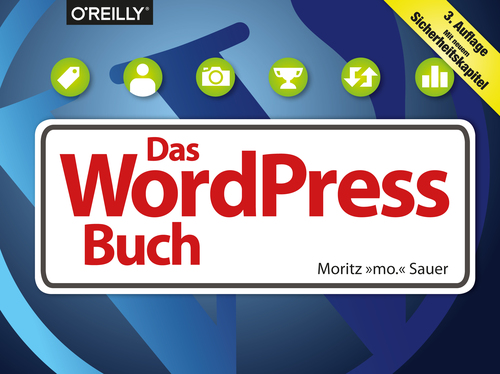 O'REILLY®
3. Auflage
Mit neuem
Sicherheitskapitel
Das
WordPress
Buch
Moritz »mo.« Sauer